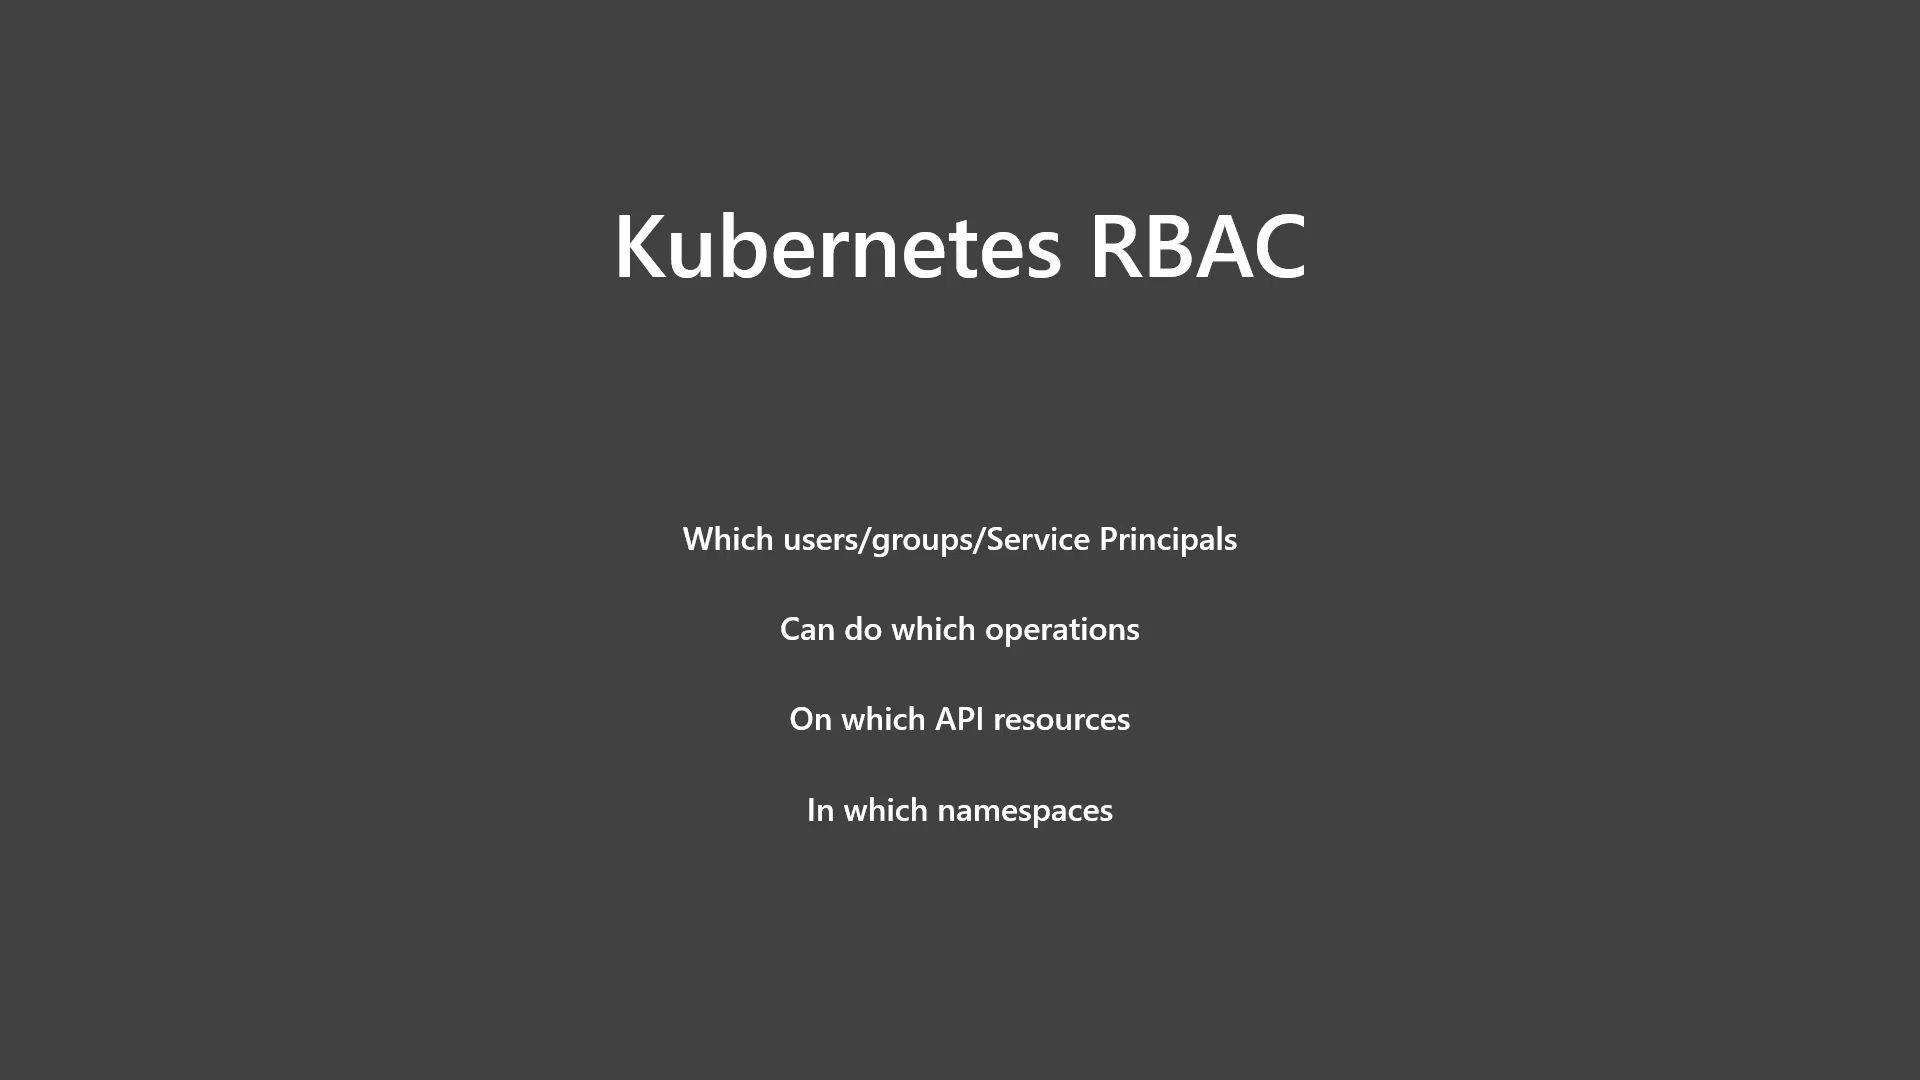 Kubernetes RBAC
Which users/groups/Service Principals
Can do which operations
On which API resources
In which namespaces